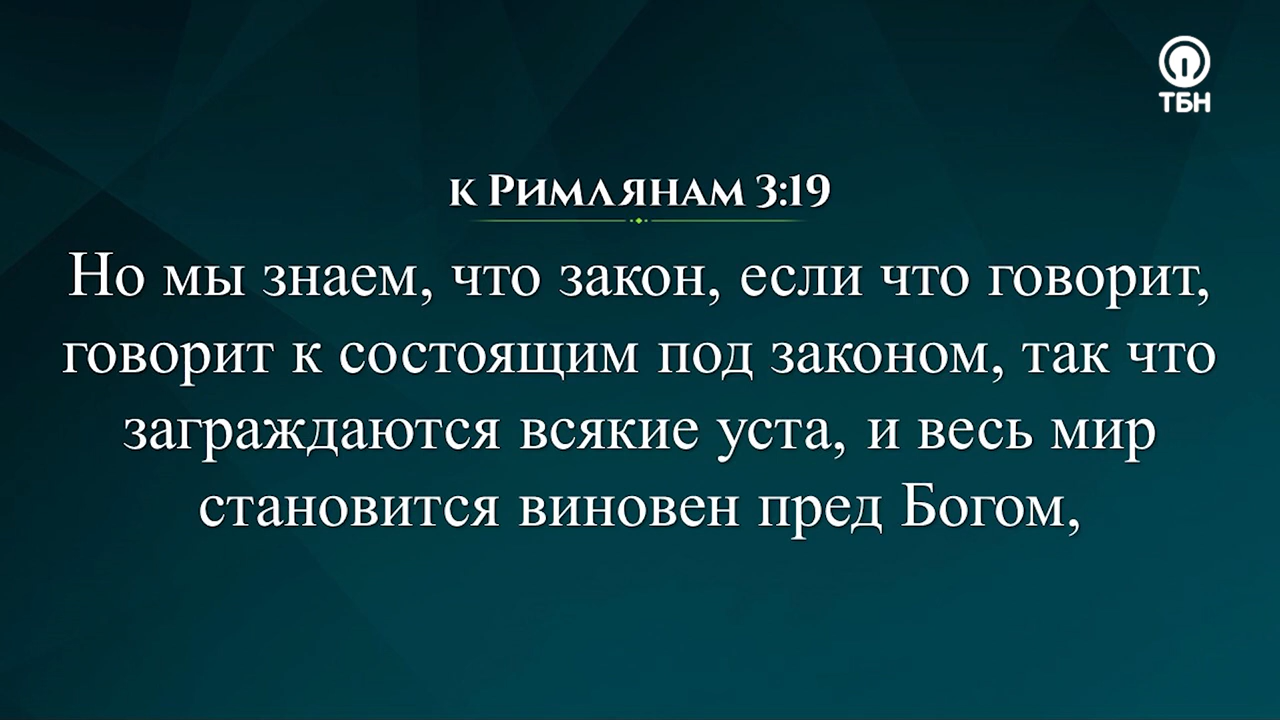 ТБН
к Римлянам 3:19
Но мы знаем, что закон, если что говорит,
говорит к состоящим под законом, так что
заграждаются всякие уста, и весь мир
становится виновен пред Богом,